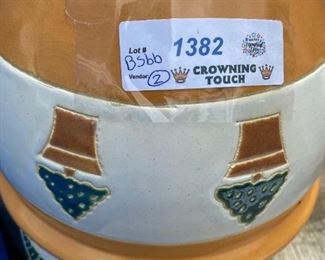 Lot # 1382
B566
Vendor: 2 CROWNING
TOUCH